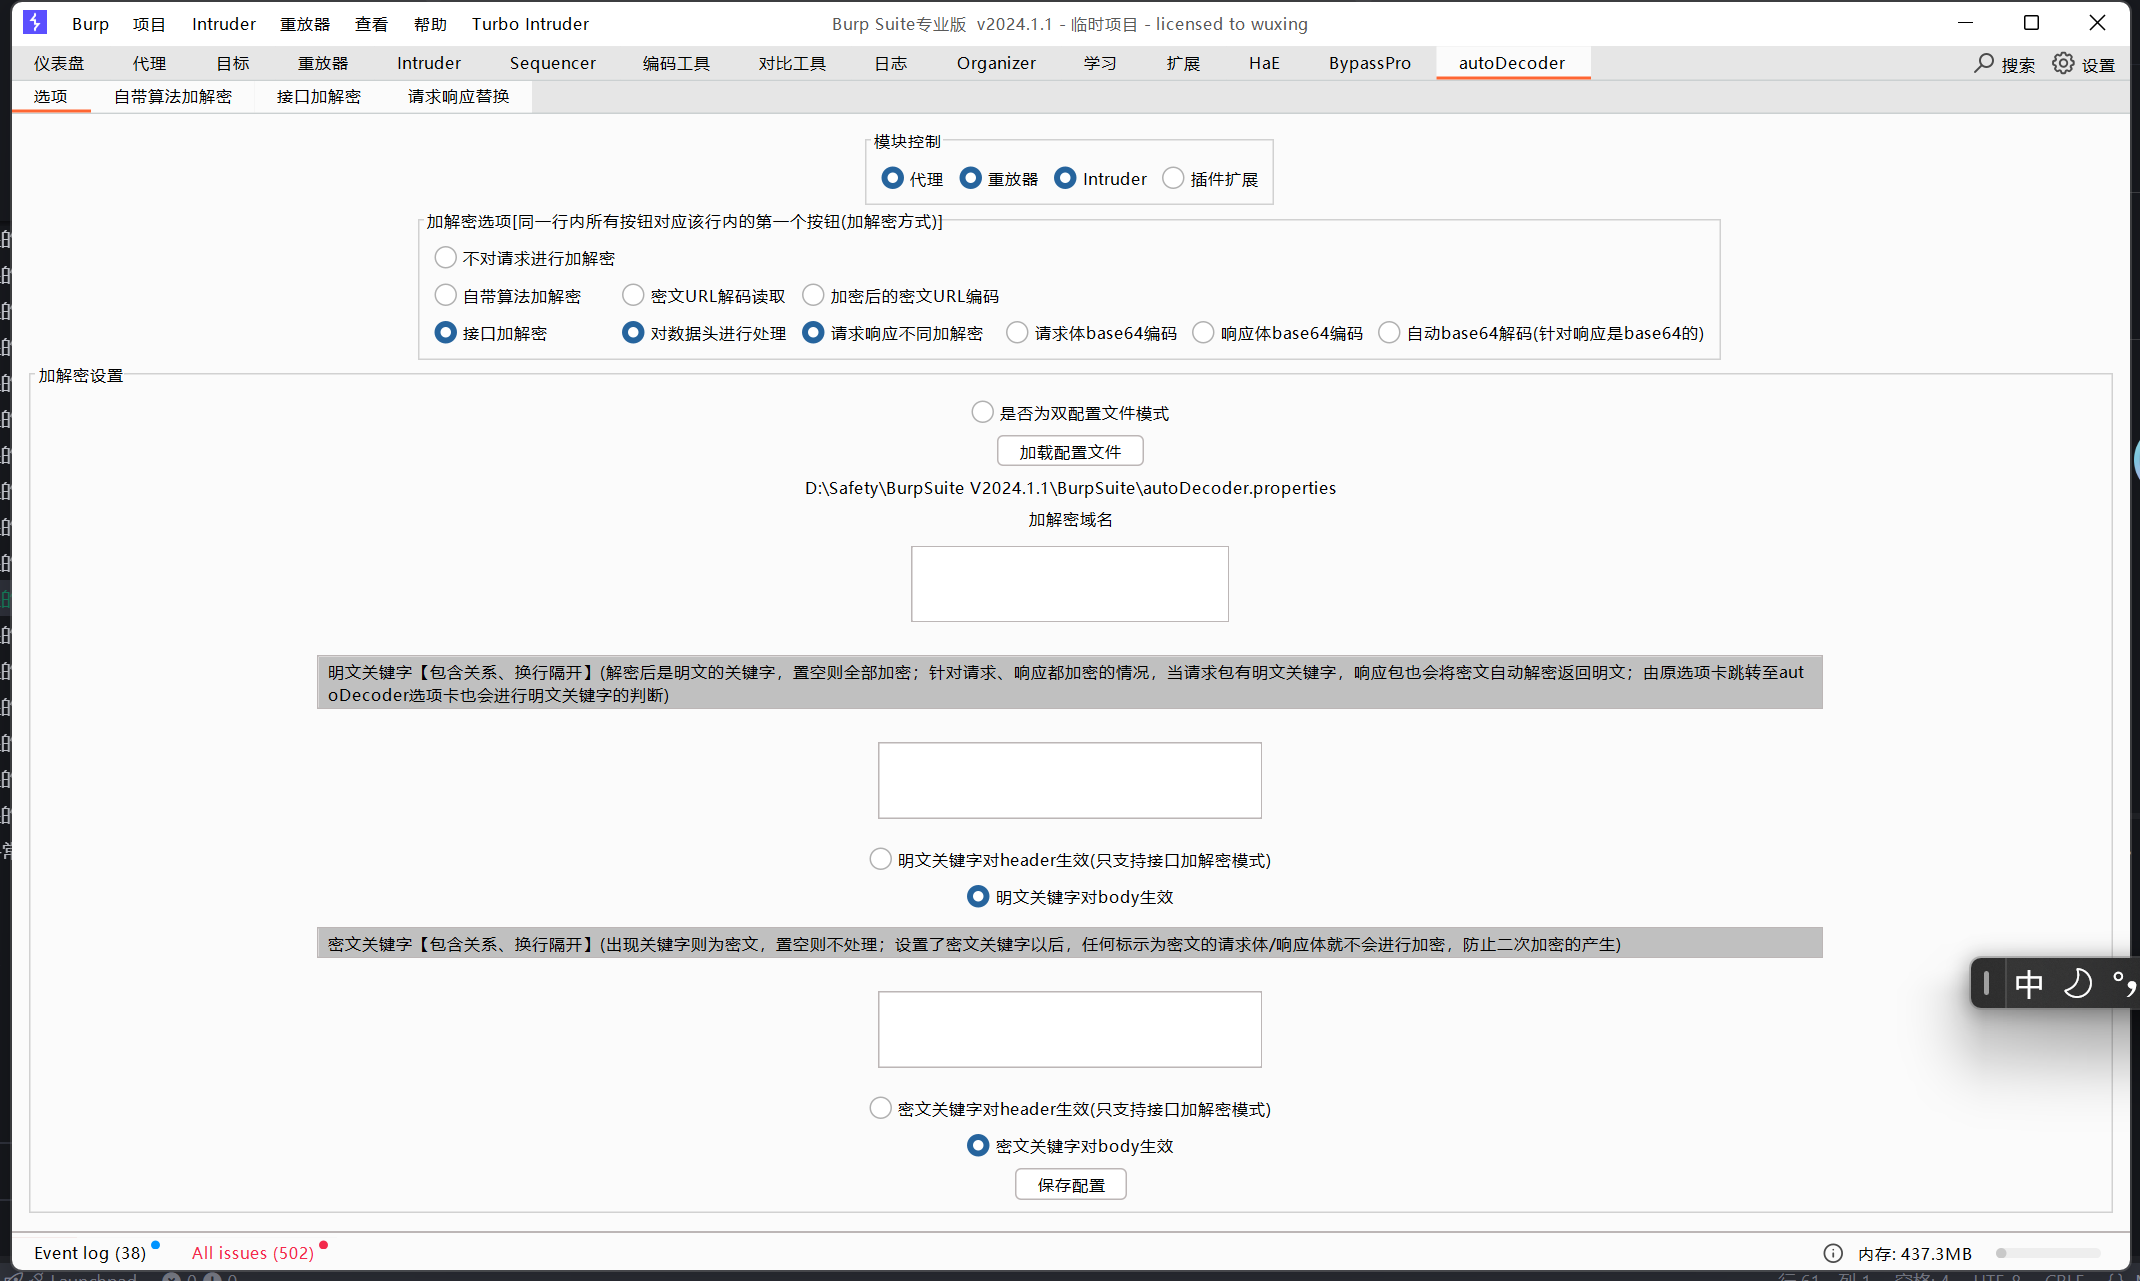 Burp 项目 Intruder 重放器 查看 帮助 Turbo Intruder Burp Suite专业版 v2024.1.1 - 临时项目 - licensed to wuxing
仪表盘 代理 目标 重放器 Intruder Sequencer 编码工具 对比工具 日志 Organizer 学习 扩展 HaE BypassPro autoDecoder 搜索 设置
选项 自带算法加解密 接口加解密 请求响应替换
模块控制
代理 重放器 Intruder 插件扩展
加解密选项[同一行内所有按钮对应该行内的第一个按钮(加解密方式)]
不对请求进行加解密
自带算法加解密 密文URL解码读取 加密后的密文URL编码
接口加解密 对数据头进行处理 请求响应不同加解密 请求体base64编码 响应体base64编码 自动base64解码(针对响应是base64的)
加解密设置
是否为双配置文件模式
加载配置文件
D:\Safety\BurpSuite V2024.1.1\BurpSuite\autoDecoder.properties
加解密域名
明文关键字【包含关系、换行隔开】(解密后是明文的关键字，置空则全部加密；针对请求、响应都加密的情况，当请求包有明文关键字，响应包也会将密文自动解密返回明文；由原选项卡跳转至aut
oDecoder选项卡也会进行明文关键字的判断)
明文关键字对header生效(只支持接口加解密模式)
明文关键字对body生效
密文关键字【包含关系、换行隔开】(出现关键字则为密文，置空则不处理；设置了密文关键字以后，任何标示为密文的请求体/响应体就不会进行加密，防止二次加密的产生)
中
密文关键字对header生效(只支持接口加解密模式)
密文关键字对body生效
保存配置
Event log (38) All issues (502) 内存: 437.3MB